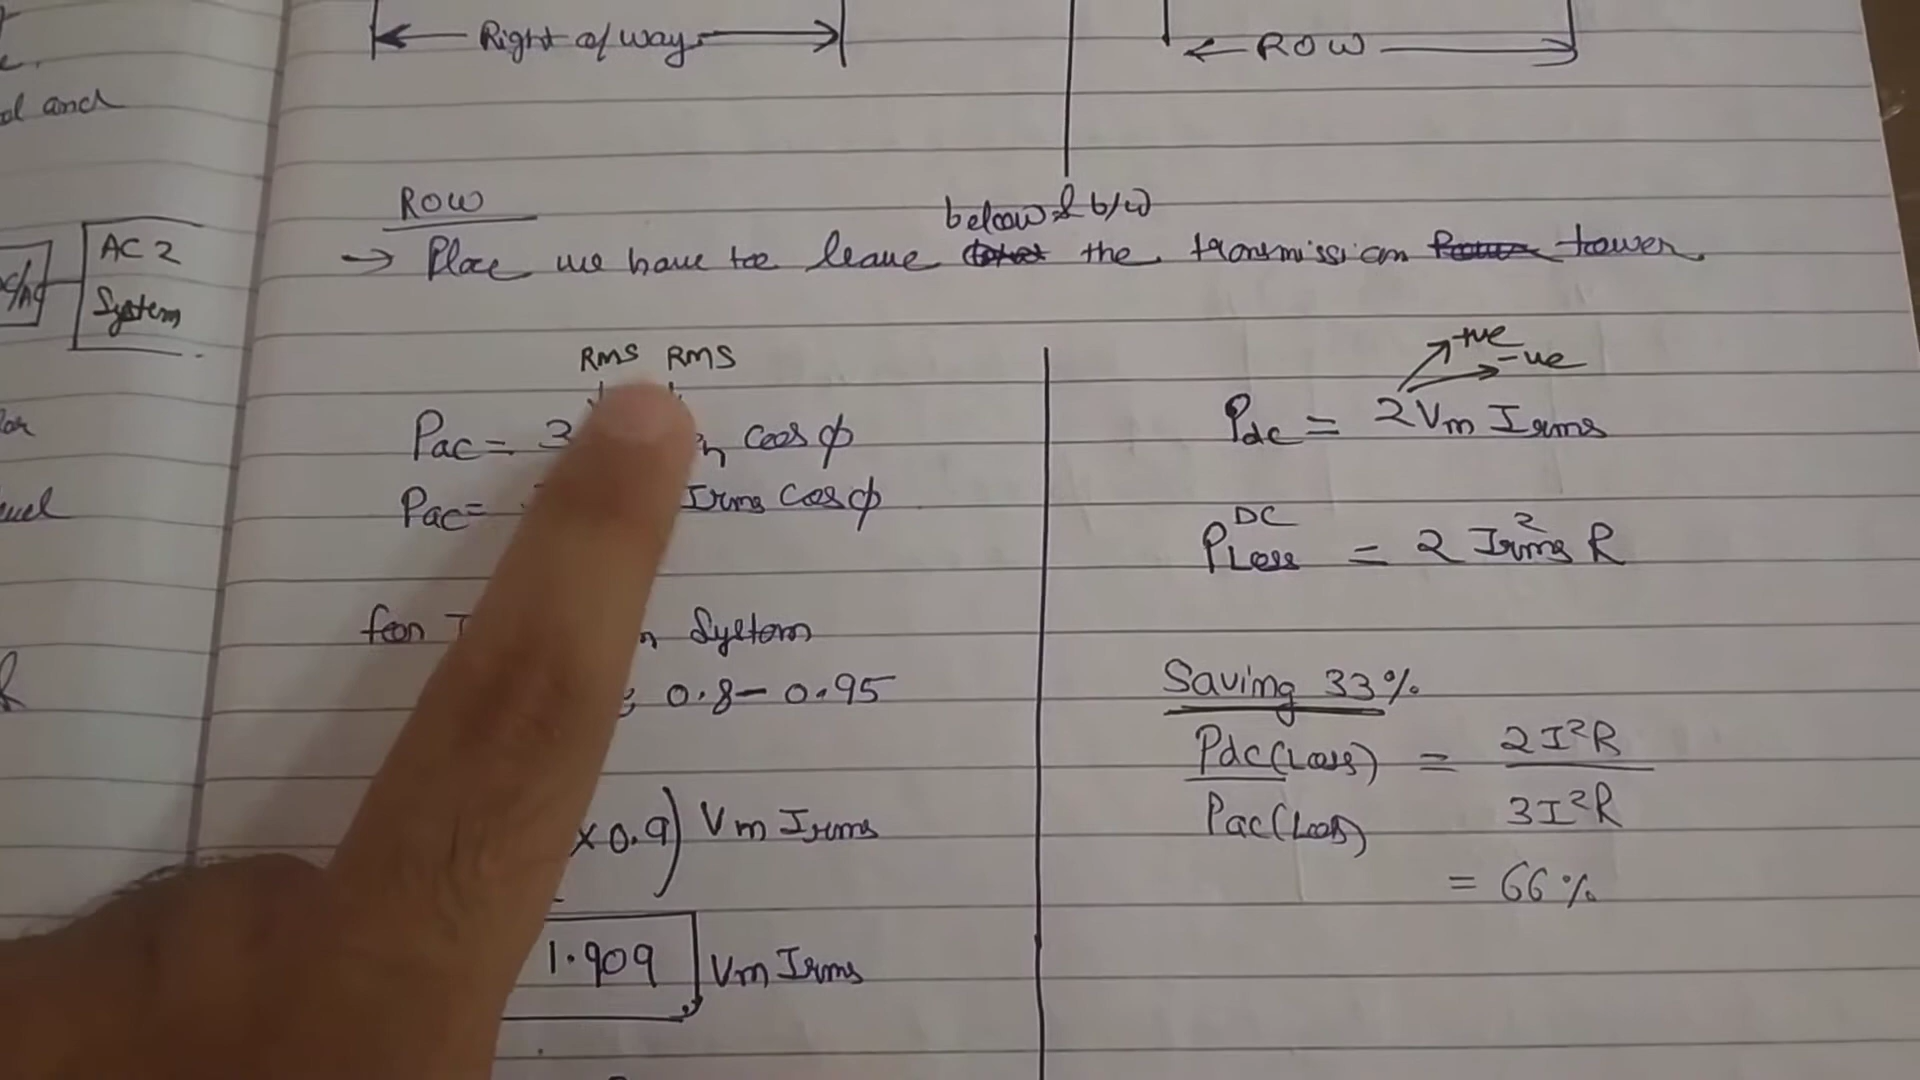 Right of way
ROW
and
AC 2
System
ROW
below & b/w
→ Place we have to leave the transmission tower.
RMS RMS
Pac = 3 cos φ
Pac = Irms cos φ
for System
0.8 – 0.95
× 0.9) Vm Irms
1.909 Vm Irms
+ve
-ve
Pdc = 2 Vm Irms
DC
PLoss = 2 Irms² R
Saving 33%
Pdc(Loss) = 2I²R
Pac(Loss) 3I²R
= 66%